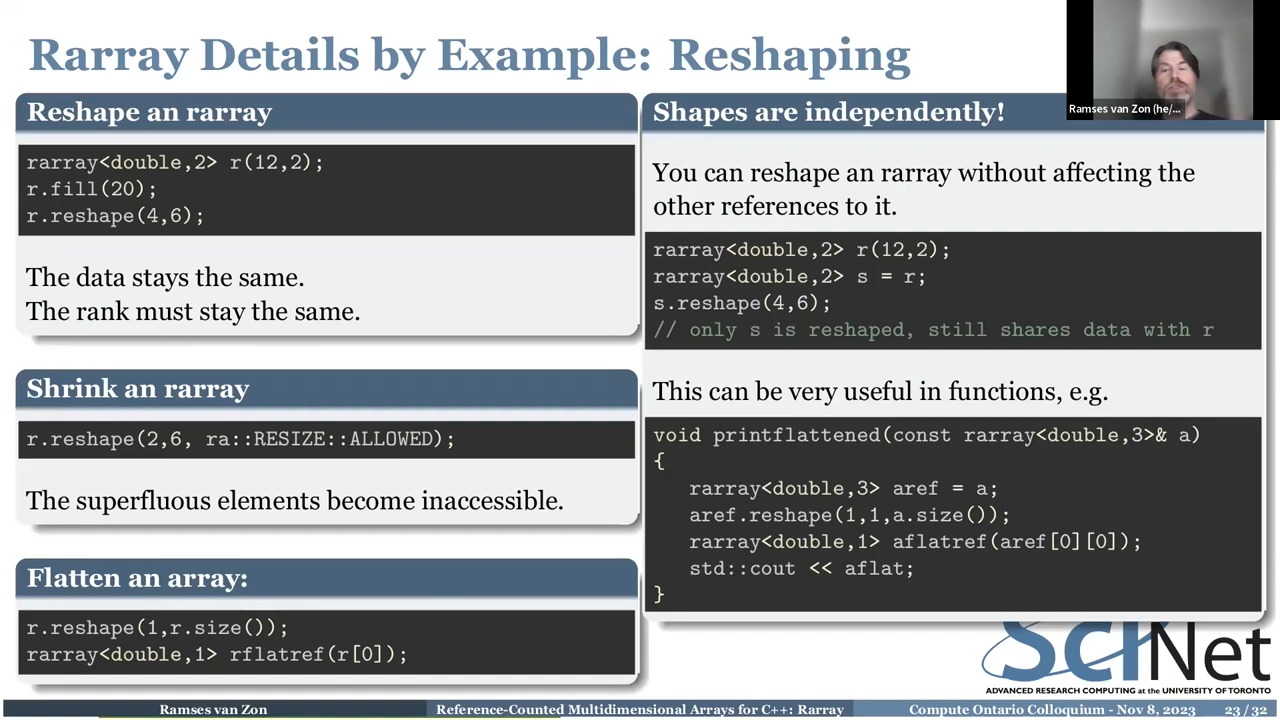 Rarray Details by Example: Reshaping
Ramses van Zon (he/...
Reshape an rarray
rarray<double,2> r(12,2);
r.fill(20);
r.reshape(4,6);
The data stays the same.
The rank must stay the same.
Shrink an rarray
r.reshape(2,6, ra::RESIZE::ALLOWED);
The superfluous elements become inaccessible.
Flatten an array:
r.reshape(1,r.size());
rarray<double,1> rflatref(r[0]);
Shapes are independently!
You can reshape an rarray without affecting the
other references to it.
rarray<double,2> r(12,2);
rarray<double,2> s = r;
s.reshape(4,6);
// only s is reshaped, still shares data with r
This can be very useful in functions, e.g.
void printflattened(const rarray<double,3>& a)
{
rarray<double,3> aref = a;
aref.reshape(1,1,a.size());
rarray<double,1> aflatref(aref[0][0]);
std::cout << aflat;
}
SciNet
ADVANCED RESEARCH COMPUTING at the UNIVERSITY OF TORONTO
Ramses van Zon
Reference-Counted Multidimensional Arrays for C++: Rarray
Compute Ontario Colloquium - Nov 8, 2023
23 / 32